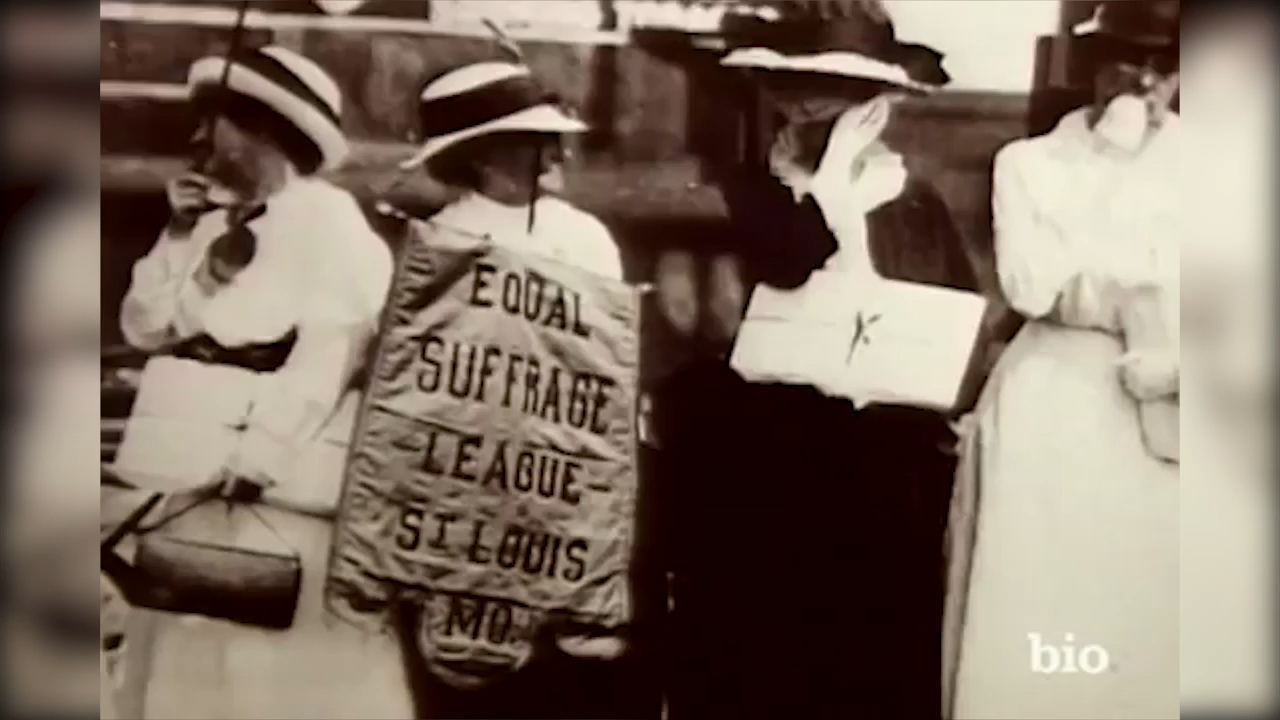 EQUAL
SUFFRAGE
-LEAGUE-
ST LOUIS
MO.
bio.